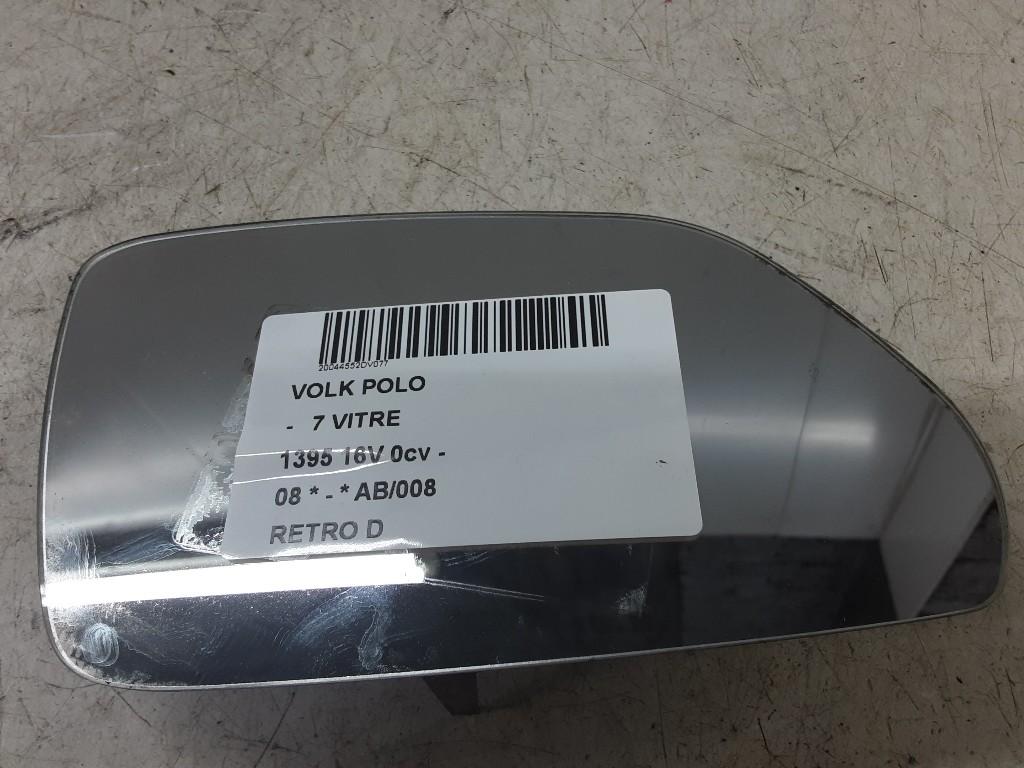 20044552DV077
VOLK POLO
- 7 VITRE
1395 16V 0cv -
08 * - * AB/008
RETRO D